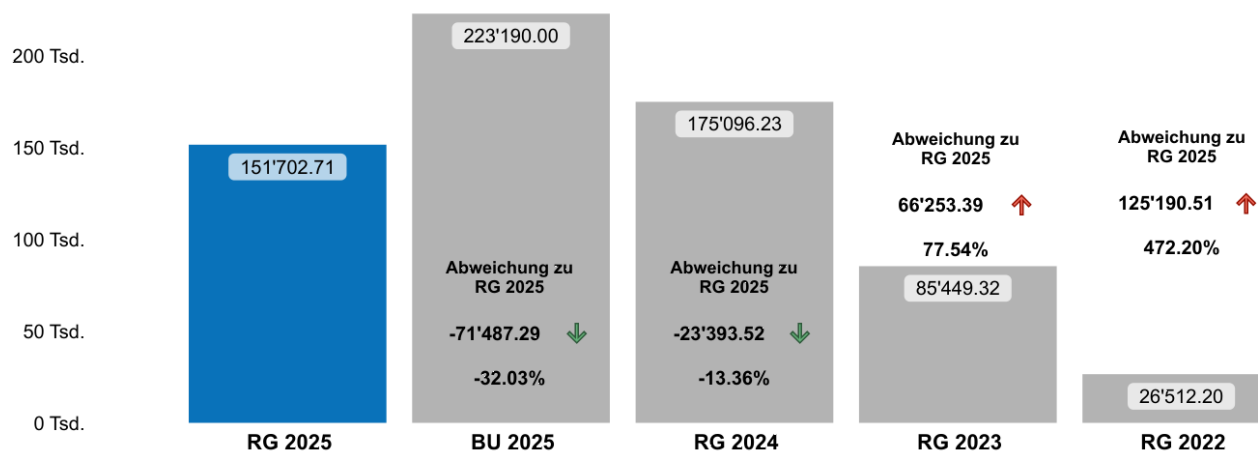 223'190.00
200 Tsd.
175'096.23
150 Tsd.
151'702.71
Abweichung zu
RG 2025
66'253.39
77.54%
Abweichung zu
RG 2025
125'190.51
472.20%
100 Tsd.
Abweichung zu
RG 2025
-71'487.29
-32.03%
Abweichung zu
RG 2025
-23'393.52
-13.36%
85'449.32
50 Tsd.
26'512.20
0 Tsd.
RG 2025
BU 2025
RG 2024
RG 2023
RG 2022